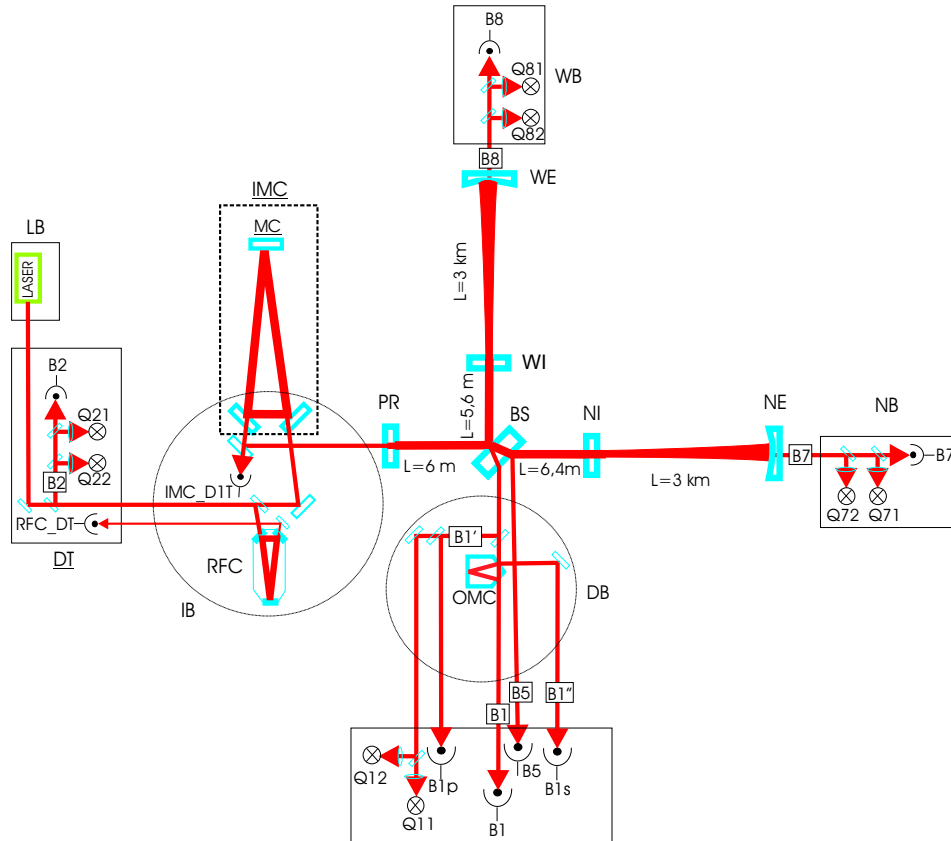 B8
Q81
WB
Q82
B8
WE
IMC
MC
LB
LASER
L=3 km
B2
Q21
Q22
B2
RFC_DT
DT
WI
L=5,6 m
PR
BS
NI
NE
NB
L=6 m
L=6,4m
L=3 km
B7
B7
Q72
Q71
IMC_D1T
RFC
IB
B1'
OMC
DB
B5
B1"
B1
Q12
B1p
B5
B1s
Q11
B1